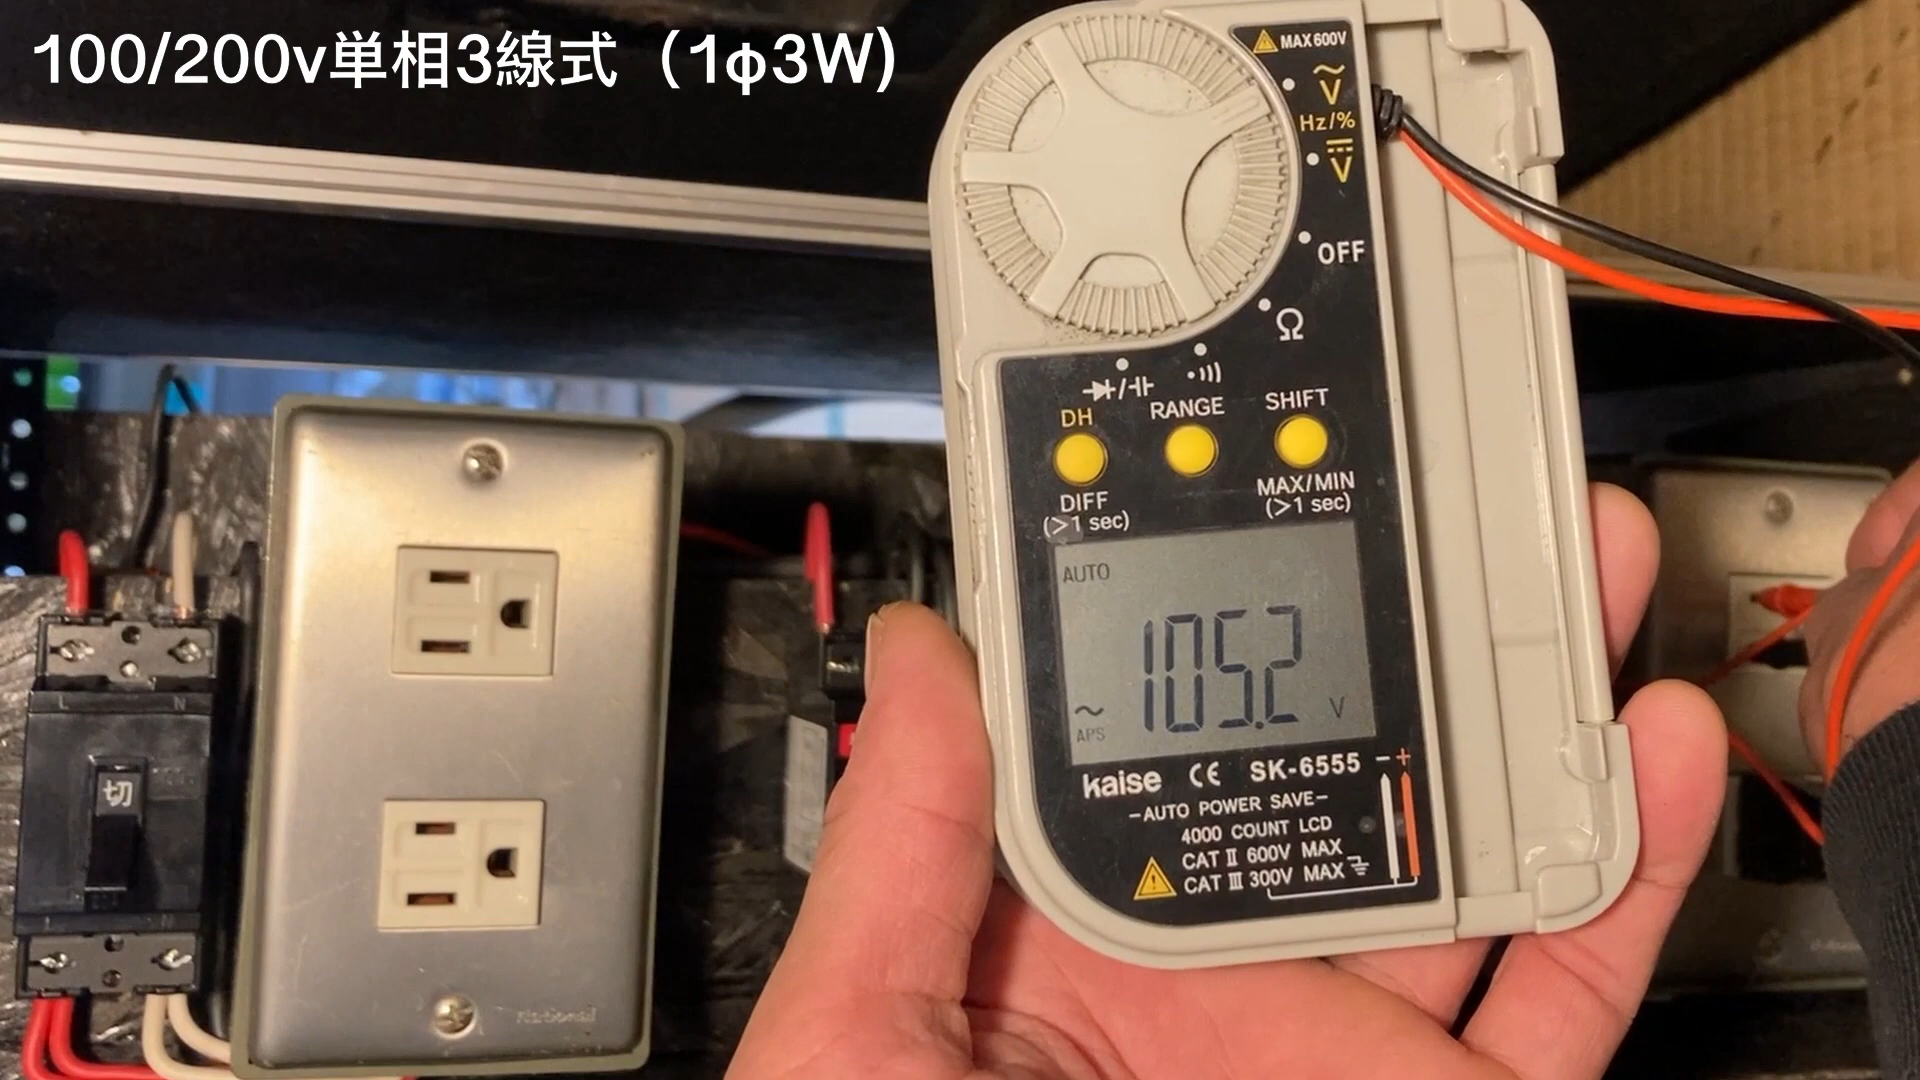 100/200v単相3線式（1φ3W）
MAX 600V
V
Hz/%
V
OFF
Ω
DH
RANGE
SHIFT
DIFF
(>1 sec)
MAX/MIN
(>1 sec)
AUTO
105.2
V
APS
kaise CE SK-6555 - +
-AUTO POWER SAVE-
4000 COUNT LCD
CAT II 600V MAX
CAT III 300V MAX
L N
切
National